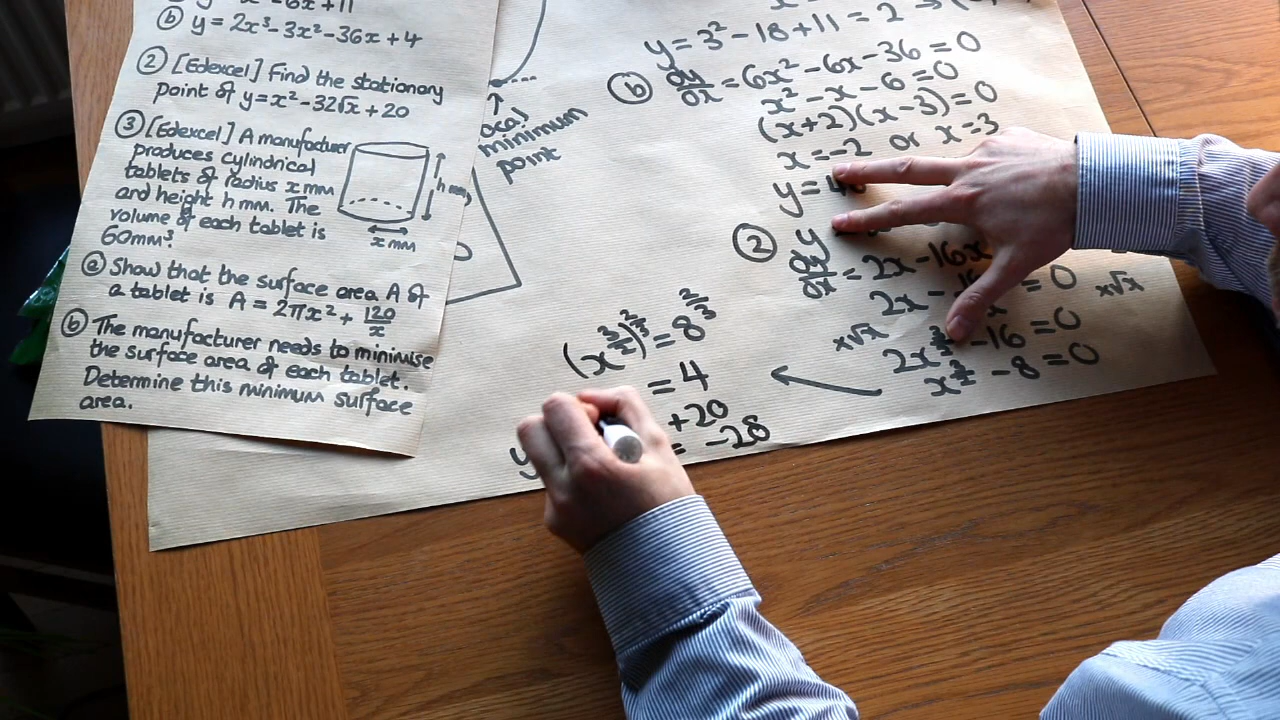 - 6x + 11
ⓑ y = 2x³ - 3x² - 36x + 4
② [Edexcel] Find the stationary
point of y = x² - 32√x + 20
③ [Edexcel] A manufacturer
produces cylindrical
tablets of radius x mm
and height h mm. The
volume of each tablet is
60mm³.
h mm
x mm
ⓐ Show that the surface area A of
a tablet is A = 2πx² + 120/x
ⓑ The manufacturer needs to minimise
the surface area of each tablet.
Determine this minimum surface
area.
minimum
point
y = 3² - 18 + 11 = 2
ⓑ dy/dx = 6x² - 6x - 36 = 0
x² - x - 6 = 0
(x+2)(x-3) = 0
x = -2 or x = 3
y = 4
② dy/dx = 2x - 16x
2x - = 0 x√x
x√x 2x^(3/2) - 16 = 0
x^(3/2) - 8 = 0
(x^(3/2))^(2/3) = 8^(2/3)
= 4
+20
y = -28